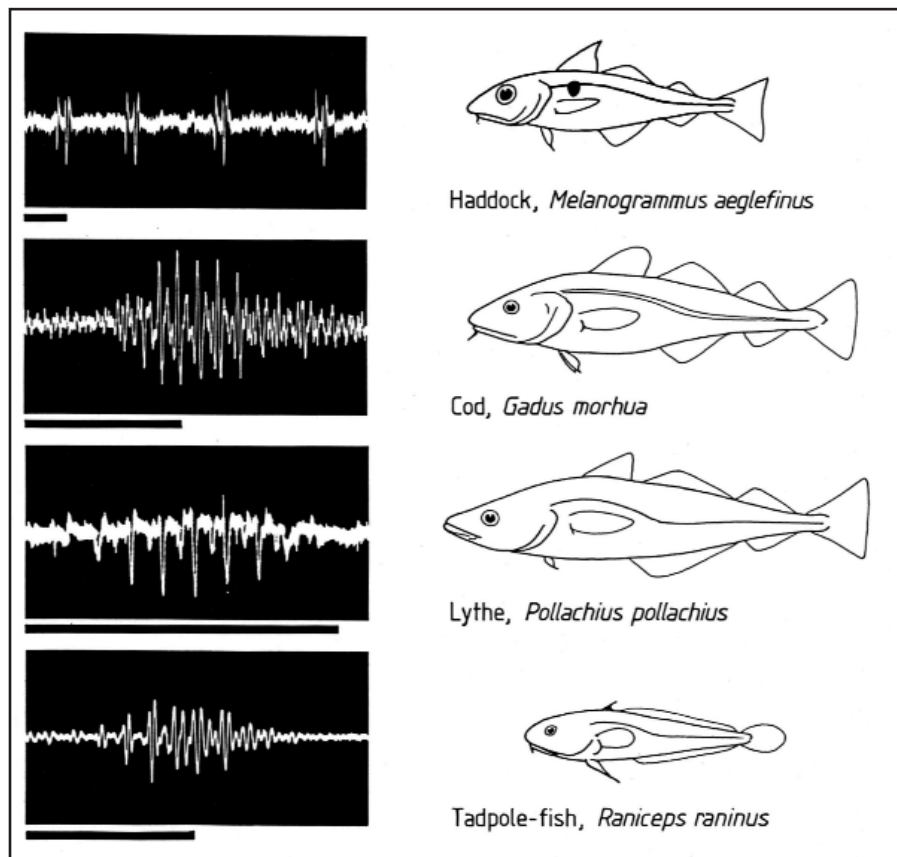 Haddock, Melanogrammus aeglefinus
Cod, Gadus morhua
Lythe, Pollachius pollachius
Tadpole-fish, Raniceps raninus